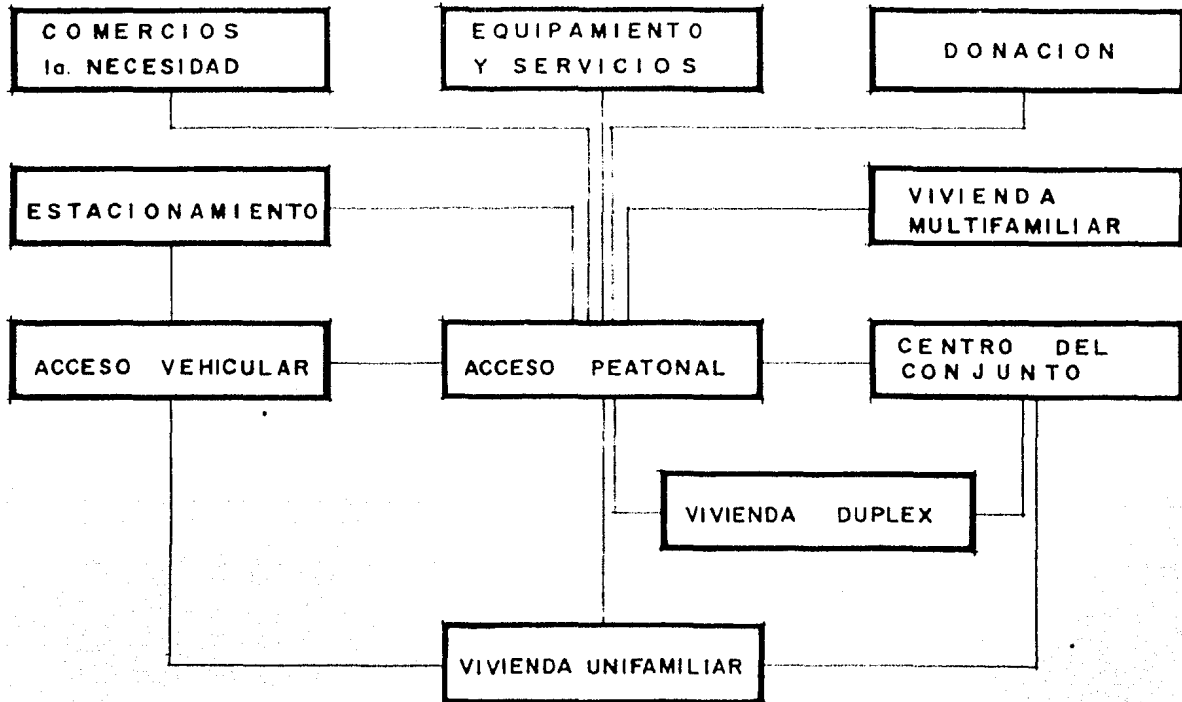 COMERCIOS
1a. NECESIDAD
EQUIPAMIENTO
Y SERVICIOS
DONACION
ESTACIONAMIENTO
VIVIENDA
MULTIFAMILIAR
ACCESO VEHICULAR
ACCESO PEATONAL
CENTRO DEL
CONJUNTO
VIVIENDA DUPLEX
VIVIENDA UNIFAMILIAR